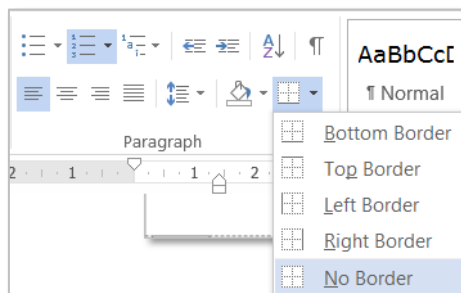 AaBbCcD
¶ Normal
Paragraph
2 1 1 2
Bottom Border
Top Border
Left Border
Right Border
No Border